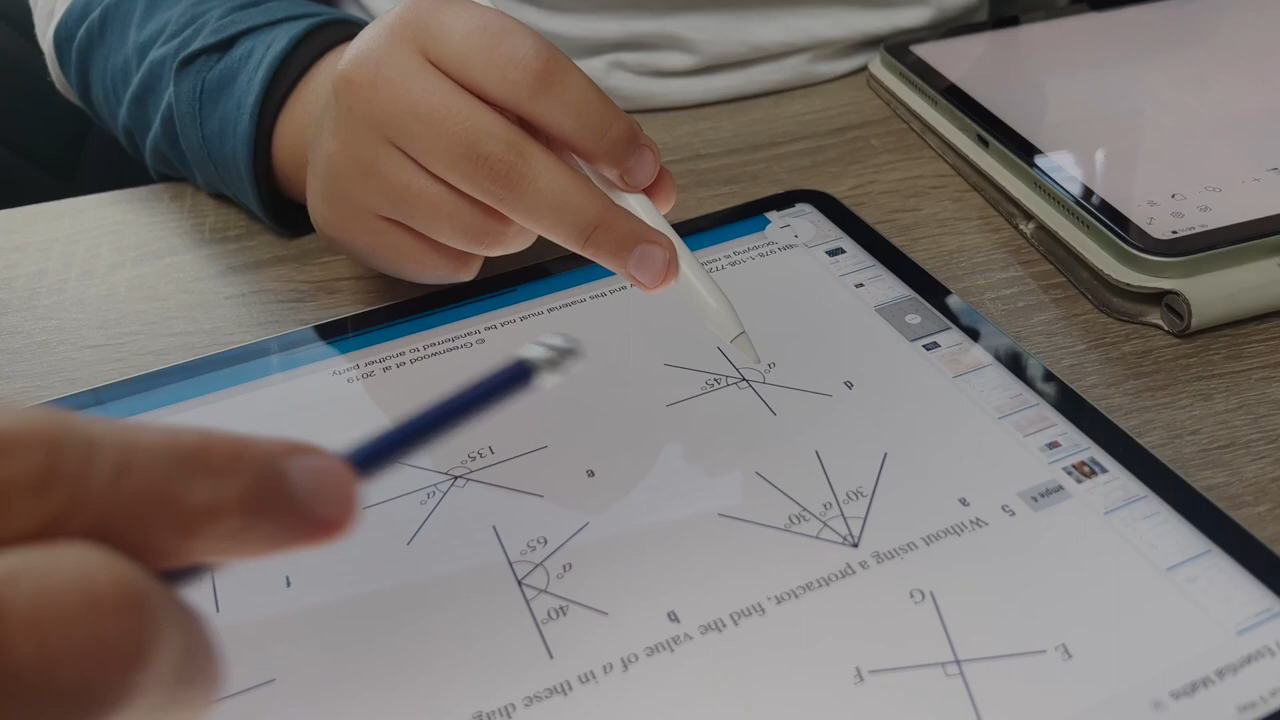 Essential Maths
E
F
G
5 Without using a protractor, find the value of a in these diag
a
30° a° 30°
b
65°
a°
40°
d
a°
45°
e
135°
a°
f
BN 978-1-108-772
© Greenwood et al. 2019
ocopying is rest
and this material must not be transferred to another party.